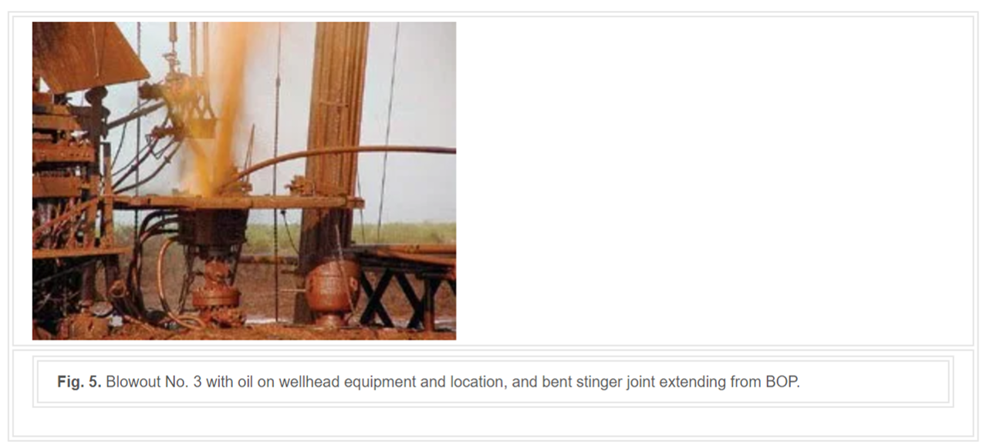 Fig. 5. Blowout No. 3 with oil on wellhead equipment and location, and bent stinger joint extending from BOP.